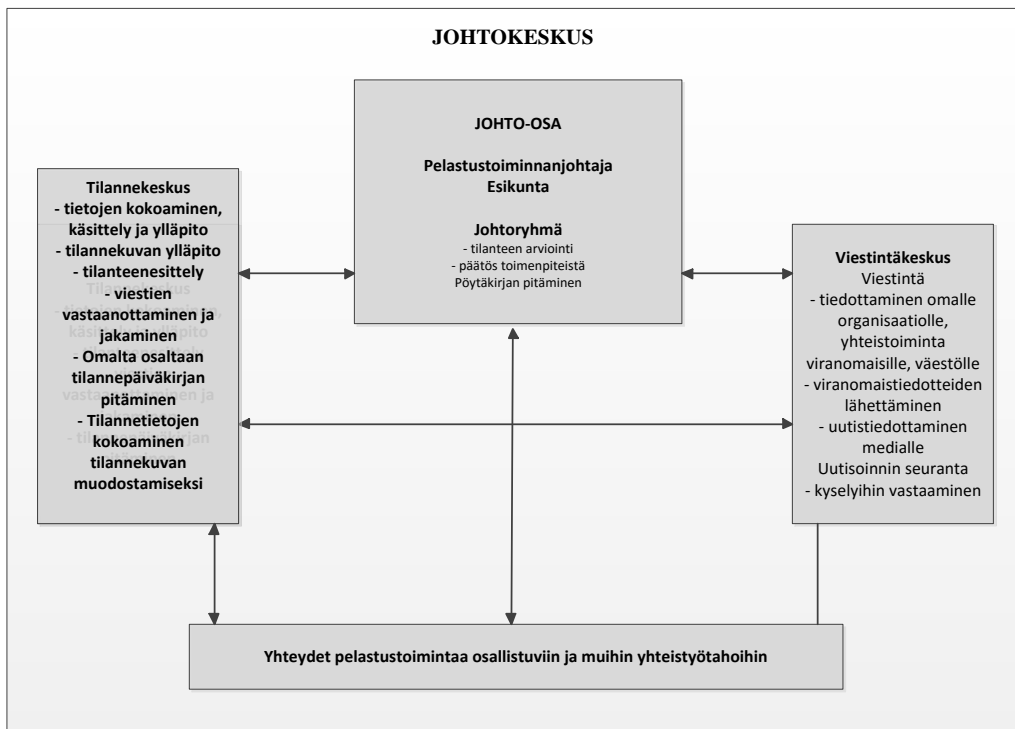 JOHTOKESKUS
JOHTO-OSA
Pelastustoiminnanjohtaja
Esikunta
Johtoryhmä
- tilanteen arviointi
- päätös toimenpiteistä
Pöytäkirjan pitäminen
Tilannekeskus
- tietojen kokoaminen,
käsittely ja ylläpito
- tilannekuvan ylläpito
- tilanteenesittely
- viestien
vastaanottaminen ja
jakaminen
- Omalta osaltaan
tilannepäiväkirjan
pitäminen
- Tilannetietojen
kokoaminen
tilannekuvan
muodostamiseksi
Viestintäkeskus
Viestintä
- tiedottaminen omalle
organisaatiolle,
yhteistoiminta
viranomaisille, väestölle
- viranomaistiedotteiden
lähettäminen
- uutistiedottaminen
medialle
Uutisoinnin seuranta
- kyselyihin vastaaminen
Yhteydet pelastustoimintaa osallistuviin ja muihin yhteistyötahoihin